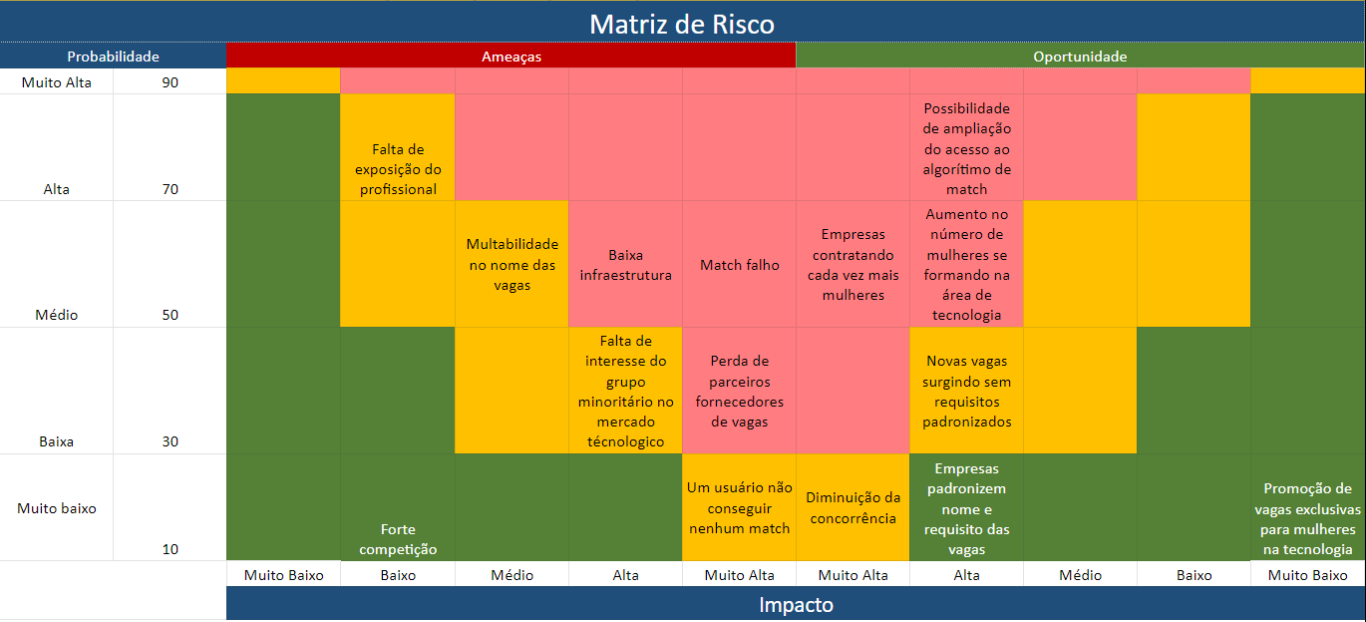 Matriz de Risco
Probabilidade
Ameaças
Oportunidade
Muito Alta
90
Alta
70
Falta de
exposição do
profissional
Possibilidade
de ampliação
do acesso ao
algorítimo de
match
Médio
50
Multabilidade
no nome das
vagas
Baixa
infraestrutura
Match falho
Empresas
contratando
cada vez mais
mulheres
Aumento no
número de
mulheres se
formando na
área de
tecnologia
Baixa
30
Falta de
interesse do
grupo
minoritário no
mercado
técnologico
Perda de
parceiros
fornecedores
de vagas
Novas vagas
surgindo sem
requisitos
padronizados
Muito baixo
10
Forte
competição
Um usuário não
conseguir
nenhum match
Diminuição da
concorrência
Empresas
padronizem
nome e
requisito das
vagas
Promoção de
vagas exclusivas
para mulheres
na tecnologia
Muito Baixo
Baixo
Médio
Alta
Muito Alta
Muito Alta
Alta
Médio
Baixo
Muito Baixo
Impacto